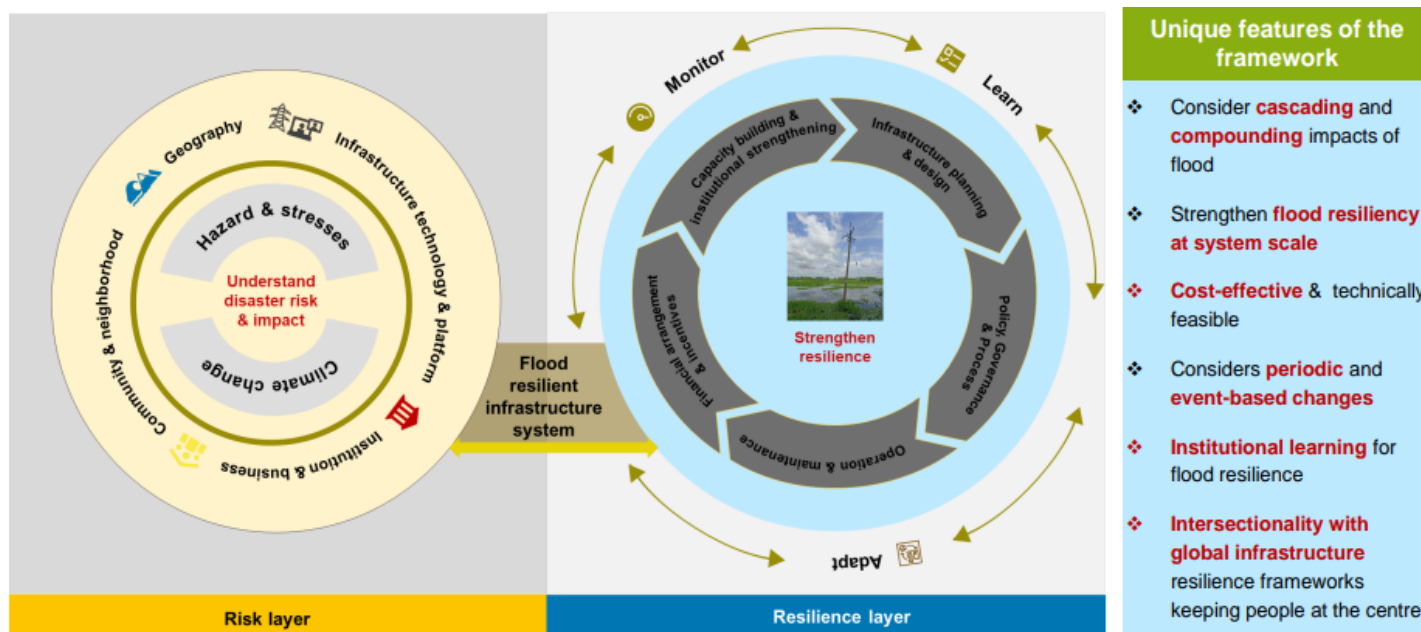 Geography
Infrastructure technology & platform
Institution & business
Community & neighborhood
Hazard & stresses
Understand
disaster risk
& impact
Climate change
Risk layer
Flood
resilient
infrastructure
system
Monitor
Learn
Adapt
Capacity building &
institutional strengthening
Infrastructure planning
& design
Policy, Governance
& Process
Operation & maintenance
Financial arrangement
& incentives
Strengthen
resilience
Resilience layer
Unique features of the
framework
❖ Consider cascading and
compounding impacts of
flood
❖ Strengthen flood resiliency
at system scale
❖ Cost-effective & technically
feasible
❖ Considers periodic and
event-based changes
❖ Institutional learning for
flood resilience
❖ Intersectionality with
global infrastructure
resilience frameworks
keeping people at the centre